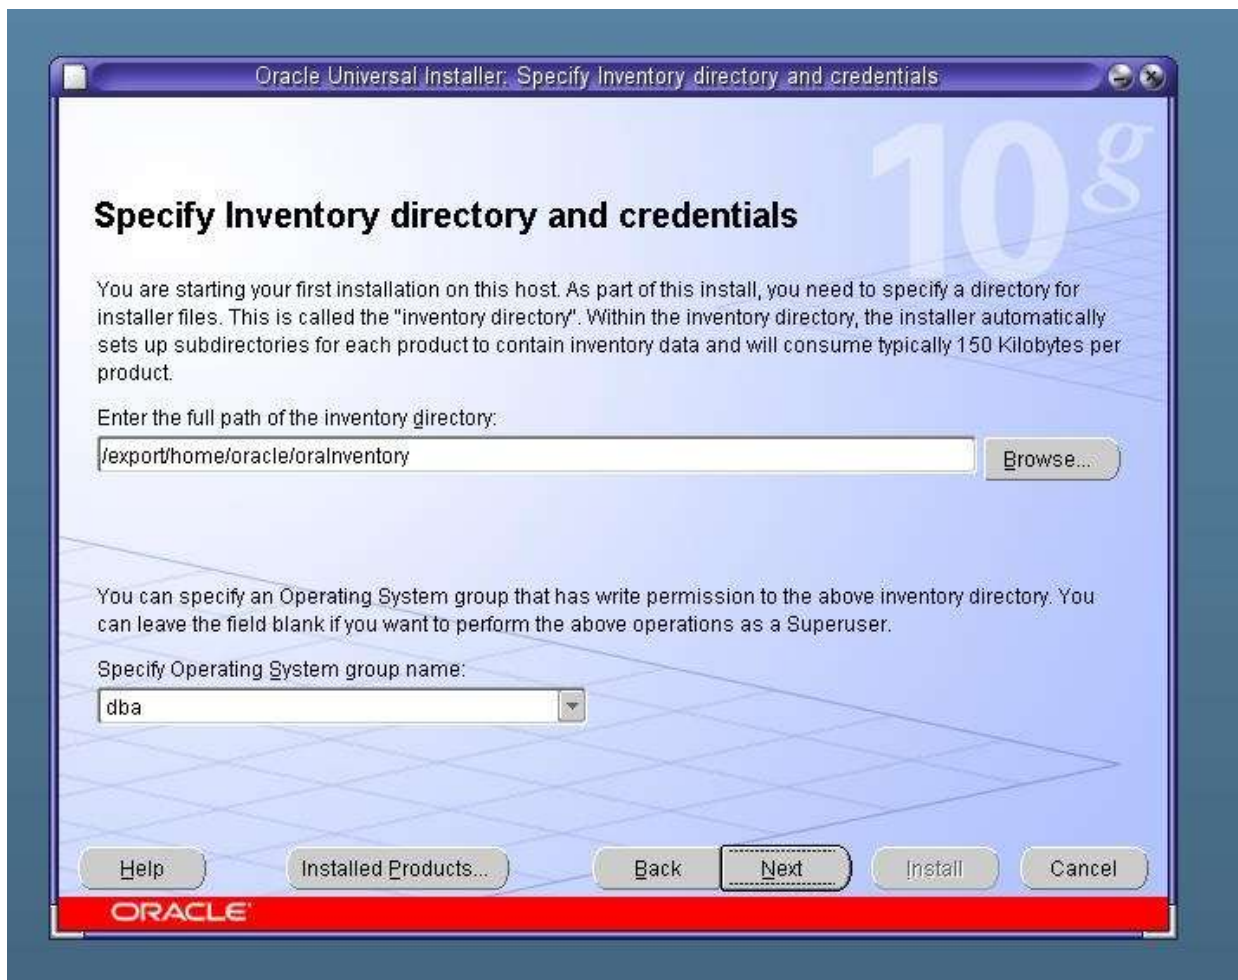 Oracle Universal Installer: Specify Inventory directory and credentials
10g
Specify Inventory directory and credentials
You are starting your first installation on this host. As part of this install, you need to specify a directory for
installer files. This is called the "inventory directory". Within the inventory directory, the installer automatically
sets up subdirectories for each product to contain inventory data and will consume typically 150 Kilobytes per
product.
Enter the full path of the inventory directory:
/export/home/oracle/oraInventory
Browse...
You can specify an Operating System group that has write permission to the above inventory directory. You
can leave the field blank if you want to perform the above operations as a Superuser.
Specify Operating System group name:
dba
Help Installed Products... Back Next Install Cancel
ORACLE